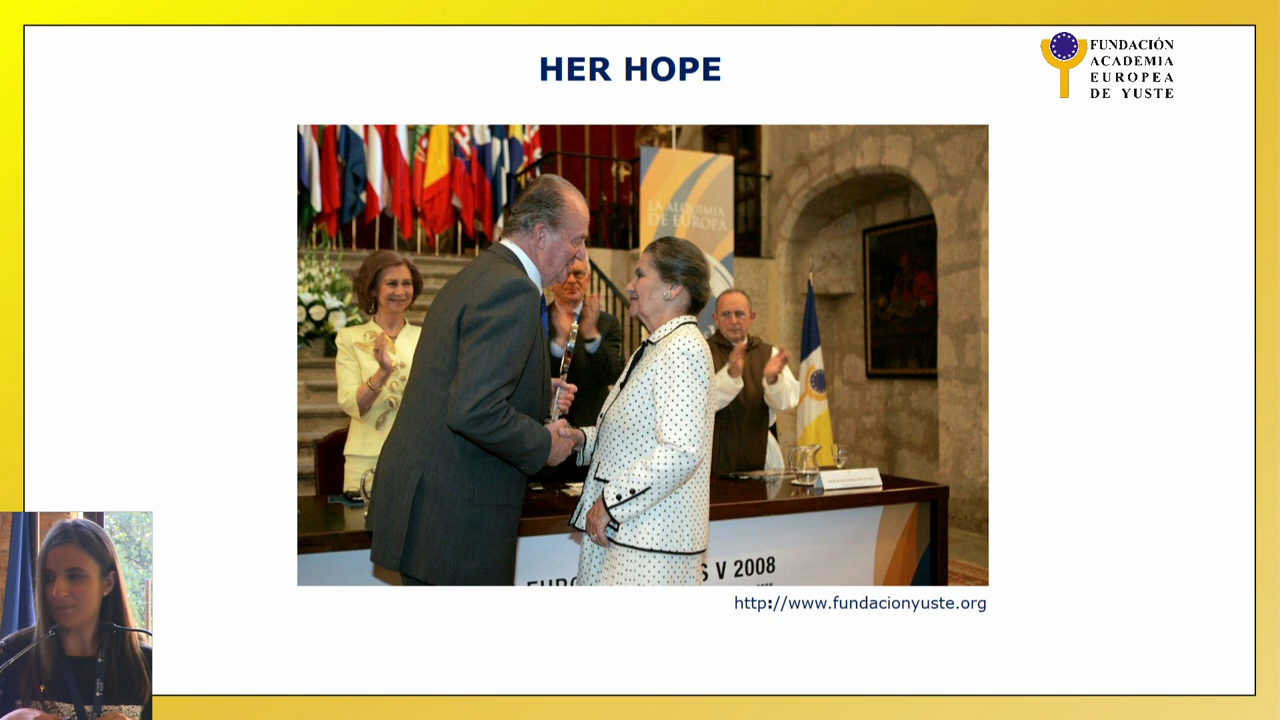 HER HOPE
FUNDACIÓN
ACADEMIA
EUROPEA
DE YUSTE
LA ALQUIMIA
DE EUROPA
S V 2008
http://www.fundacionyuste.org